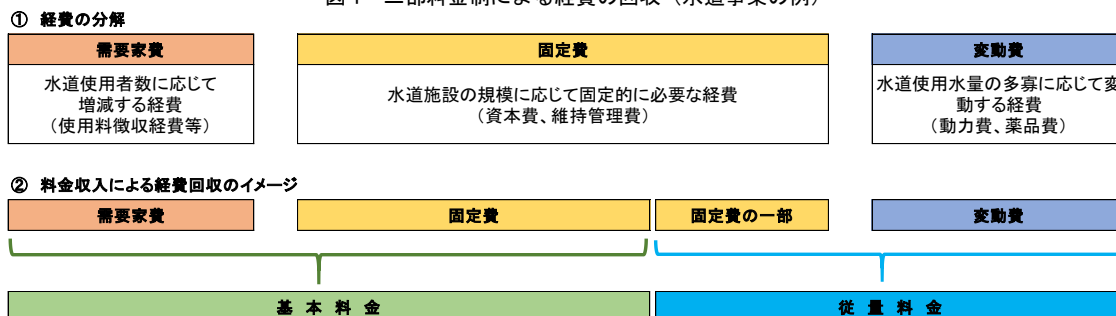 ① 経費の分解
需要家費
固定費
変動費
水道使用者数に応じて
増減する経費
（使用料徴収経費等）
水道施設の規模に応じて固定的に必要な経費
（資本費、維持管理費）
水道使用水量の多寡に応じて変
動する経費
（動力費、薬品費）
② 料金収入による経費回収のイメージ
需要家費
固定費
固定費の一部
変動費
基 本 料 金
従 量 料 金